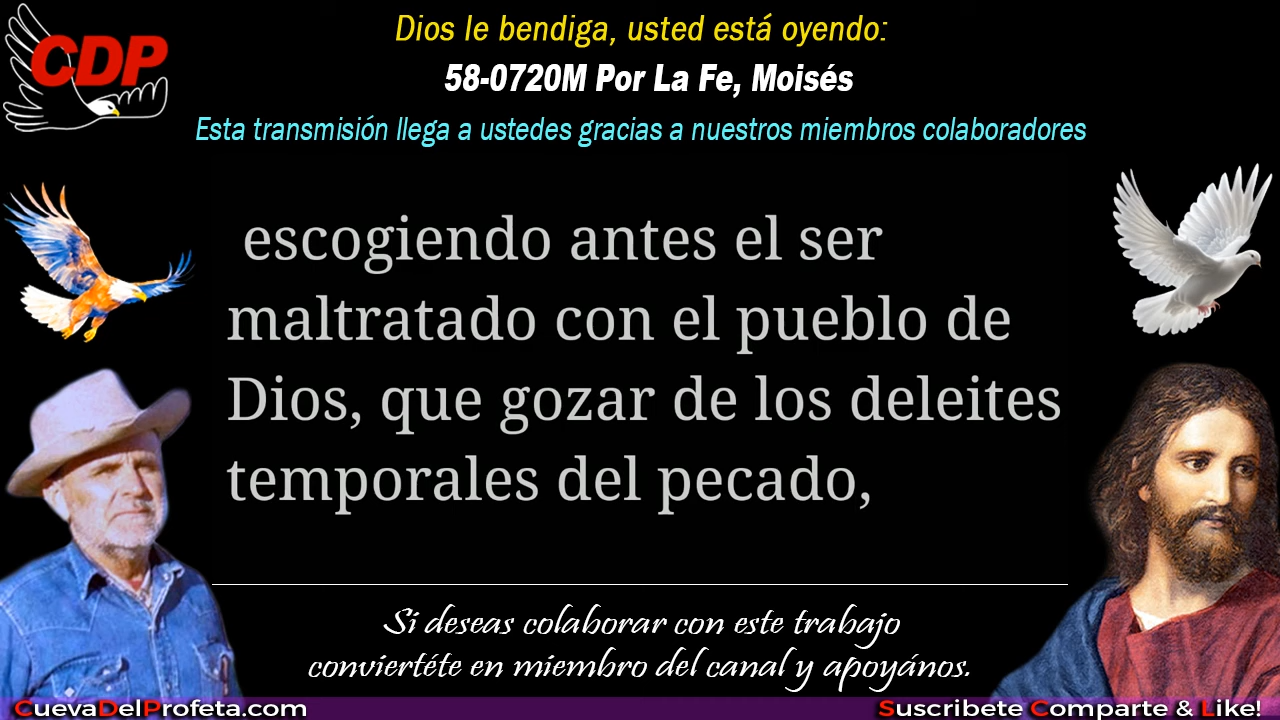 CDP
Dios le bendiga, usted está oyendo:
58-0720M Por La Fe, Moisés
Esta transmisión llega a ustedes gracias a nuestros miembros colaboradores
escogiendo antes el ser
maltratado con el pueblo de
Dios, que gozar de los deleites
temporales del pecado,
Si deseas colaborar con este trabajo
conviertéte en miembro del canal y apoyános.
CuevaDelProfeta.com
Suscribete Comparte & Like!